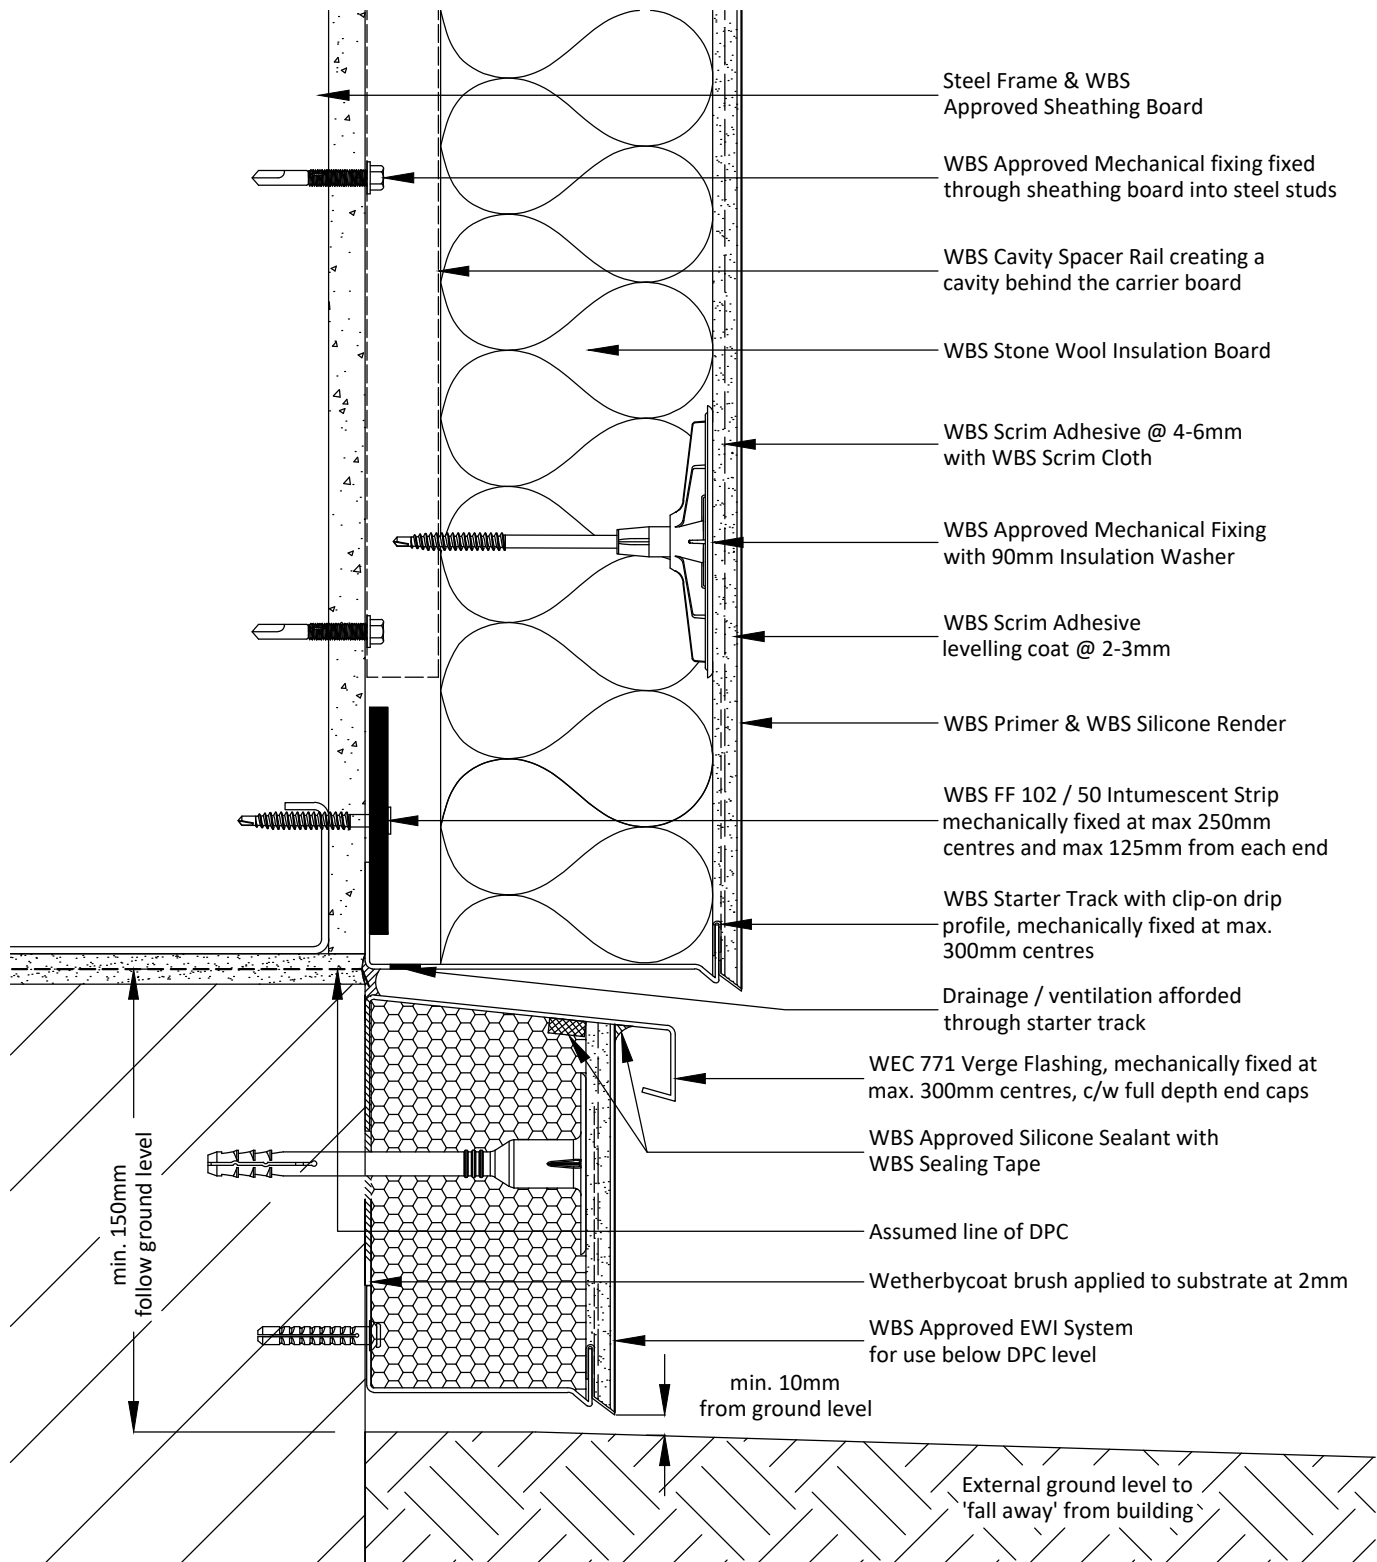 Steel Frame & WBS
Approved Sheathing Board
WBS Approved Mechanical fixing fixed
through sheathing board into steel studs
WBS Cavity Spacer Rail creating a
cavity behind the carrier board
WBS Stone Wool Insulation Board
WBS Scrim Adhesive @ 4-6mm
with WBS Scrim Cloth
WBS Approved Mechanical Fixing
with 90mm Insulation Washer
WBS Scrim Adhesive
levelling coat @ 2-3mm
WBS Primer & WBS Silicone Render
WBS FF 102 / 50 Intumescent Strip
mechanically fixed at max 250mm
centres and max 125mm from each end
WBS Starter Track with clip-on drip
profile, mechanically fixed at max.
300mm centres
Drainage / ventilation afforded
through starter track
WEC 771 Verge Flashing, mechanically fixed at
max. 300mm centres, c/w full depth end caps
WBS Approved Silicone Sealant with
WBS Sealing Tape
Assumed line of DPC
Wetherbycoat brush applied to substrate at 2mm
WBS Approved EWI System
for use below DPC level
min. 150mm
follow ground level
min. 10mm
from ground level
External ground level to
'fall away' from building